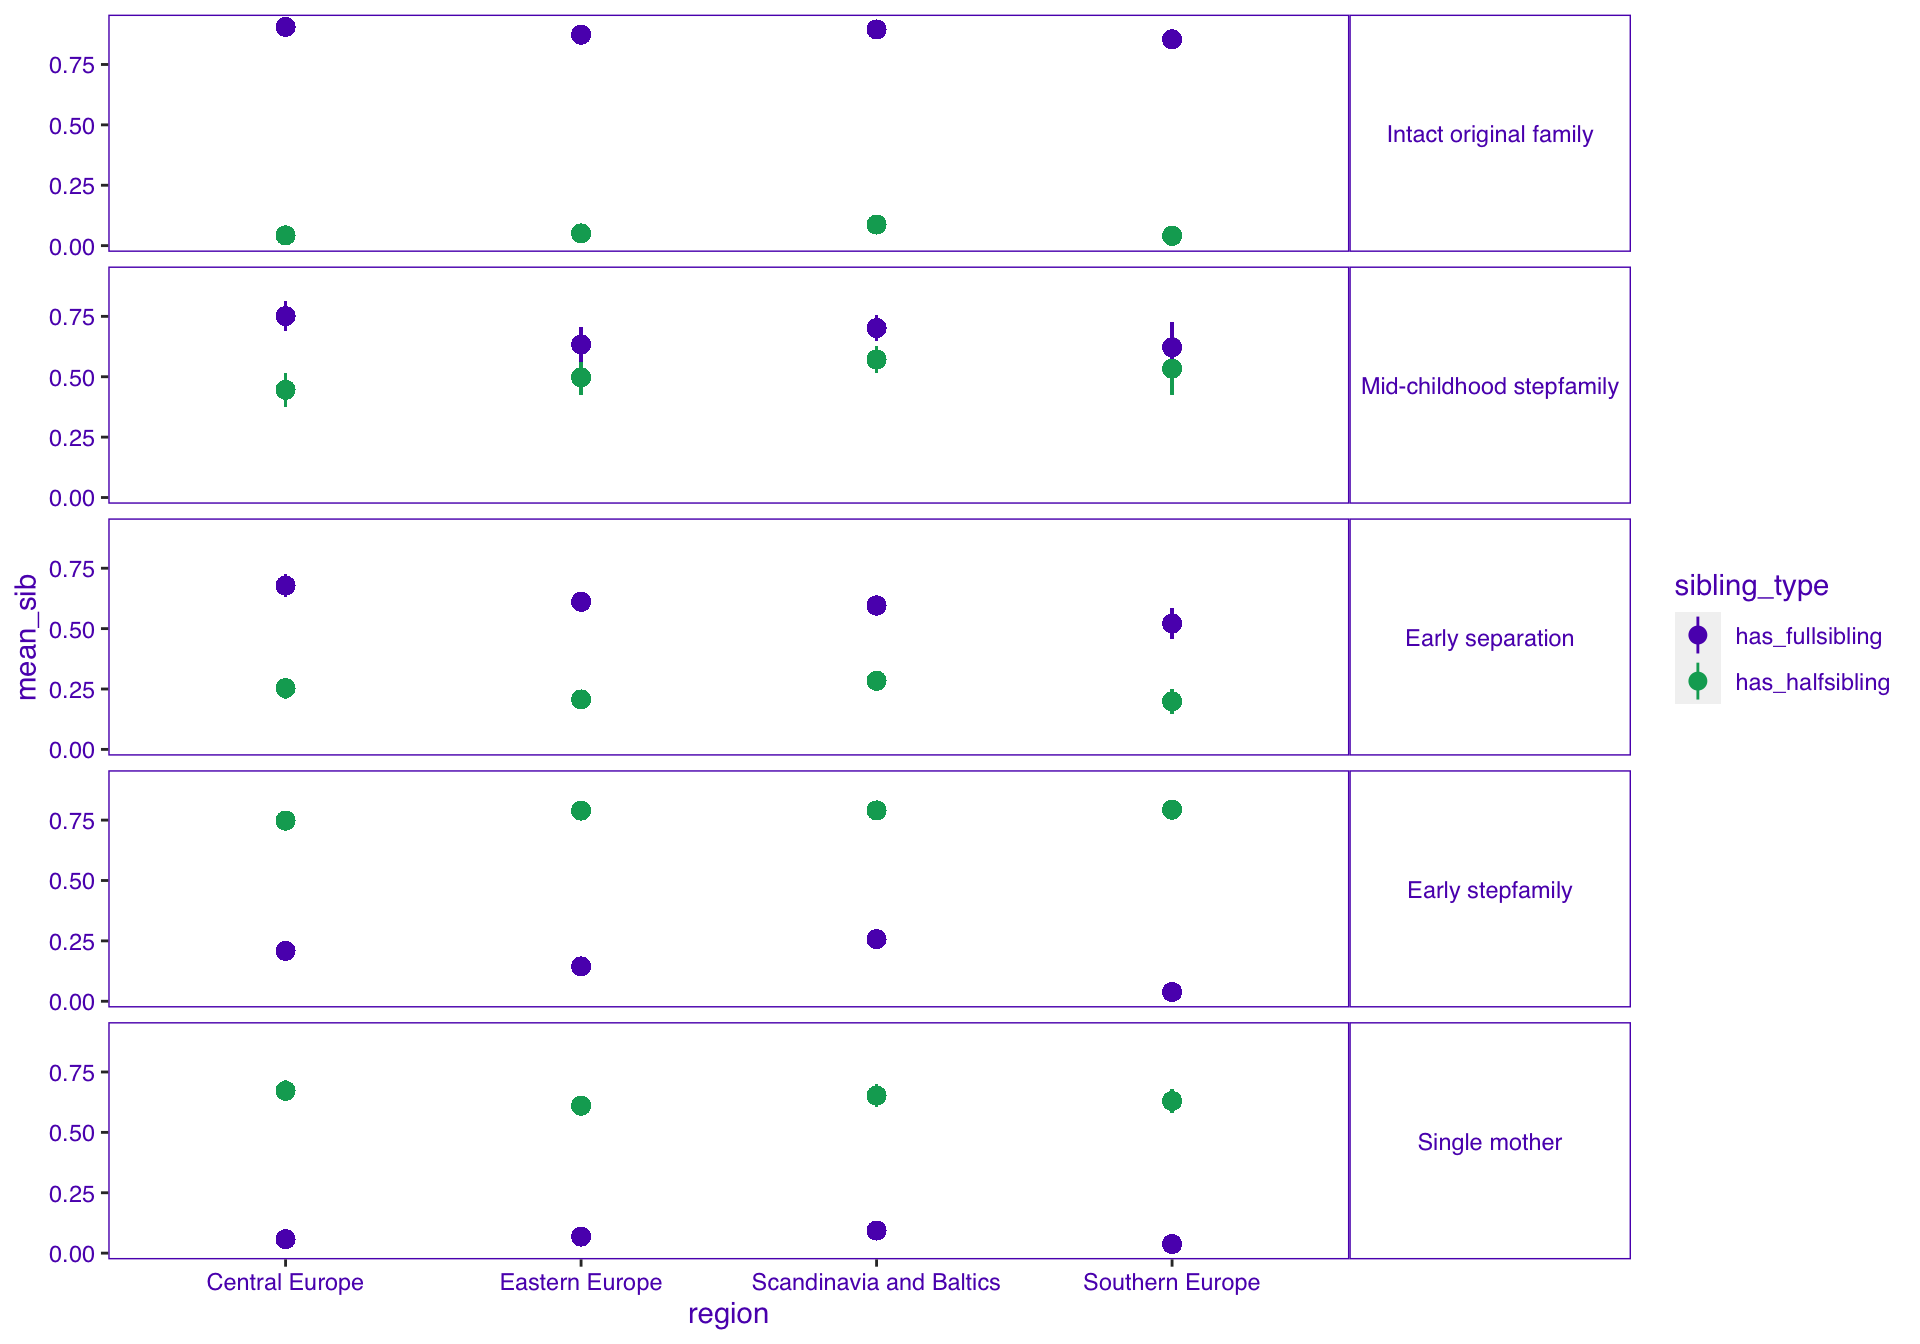 0.75
0.50
0.25
0.00
Intact original family
0.75
0.50
0.25
0.00
Mid-childhood stepfamily
0.75
0.50
0.25
0.00
Early separation
0.75
0.50
0.25
0.00
Early stepfamily
0.75
0.50
0.25
0.00
Single mother
mean_sib
Central Europe
Eastern Europe
Scandinavia and Baltics
Southern Europe
region
sibling_type
has_fullsibling
has_halfsibling